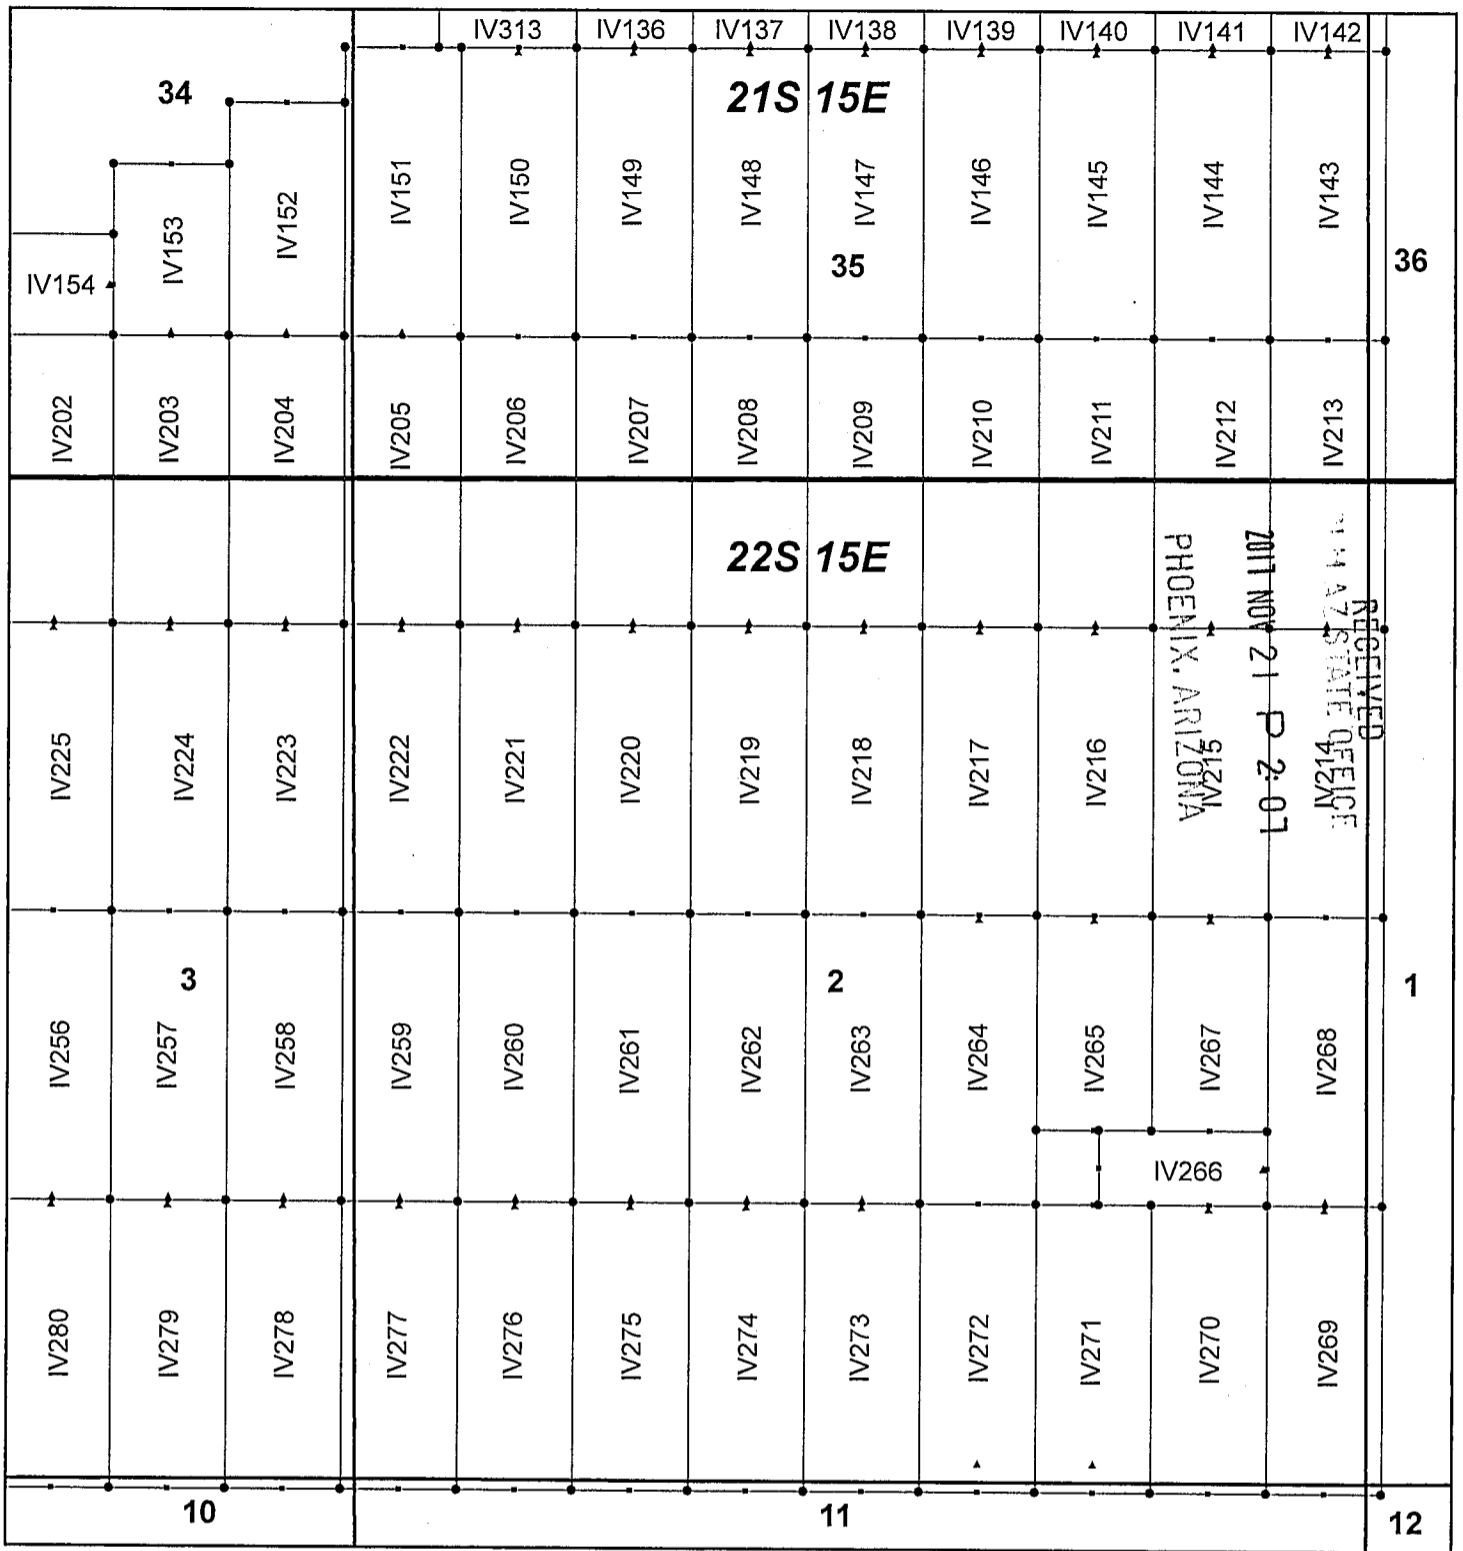 IV313 IV136 IV137 IV138 IV139 IV140 IV141 IV142
34
21S 15E
IV151 IV150 IV149 IV148 IV147 IV146 IV145 IV144 IV143
IV152
IV153
IV154
35
36
IV202 IV203 IV204 IV205 IV206 IV207 IV208 IV209 IV210 IV211 IV212 IV213
22S 15E
RECEIVED
AZ STATE OFFICE
2017 NOV 21 P 2:07
PHOENIX, ARIZONA
IV225 IV224 IV223 IV222 IV221 IV220 IV219 IV218 IV217 IV216 IV215 IV214
3
2
1
IV256 IV257 IV258 IV259 IV260 IV261 IV262 IV263 IV264 IV265 IV267 IV268
IV266
IV280 IV279 IV278 IV277 IV276 IV275 IV274 IV273 IV272 IV271 IV270 IV269
10
11
12